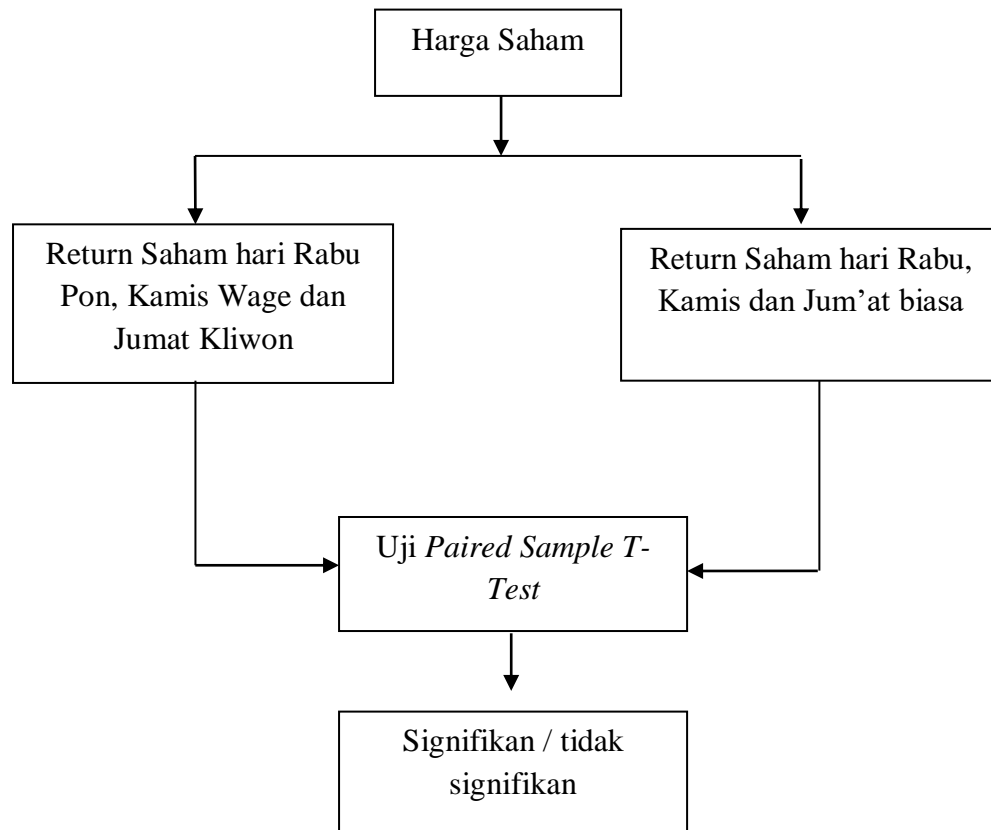 Harga Saham
Return Saham hari Rabu
Pon, Kamis Wage dan
Jumat Kliwon
Return Saham hari Rabu,
Kamis dan Jum’at biasa
Uji Paired Sample T-
Test
Signifikan / tidak
signifikan